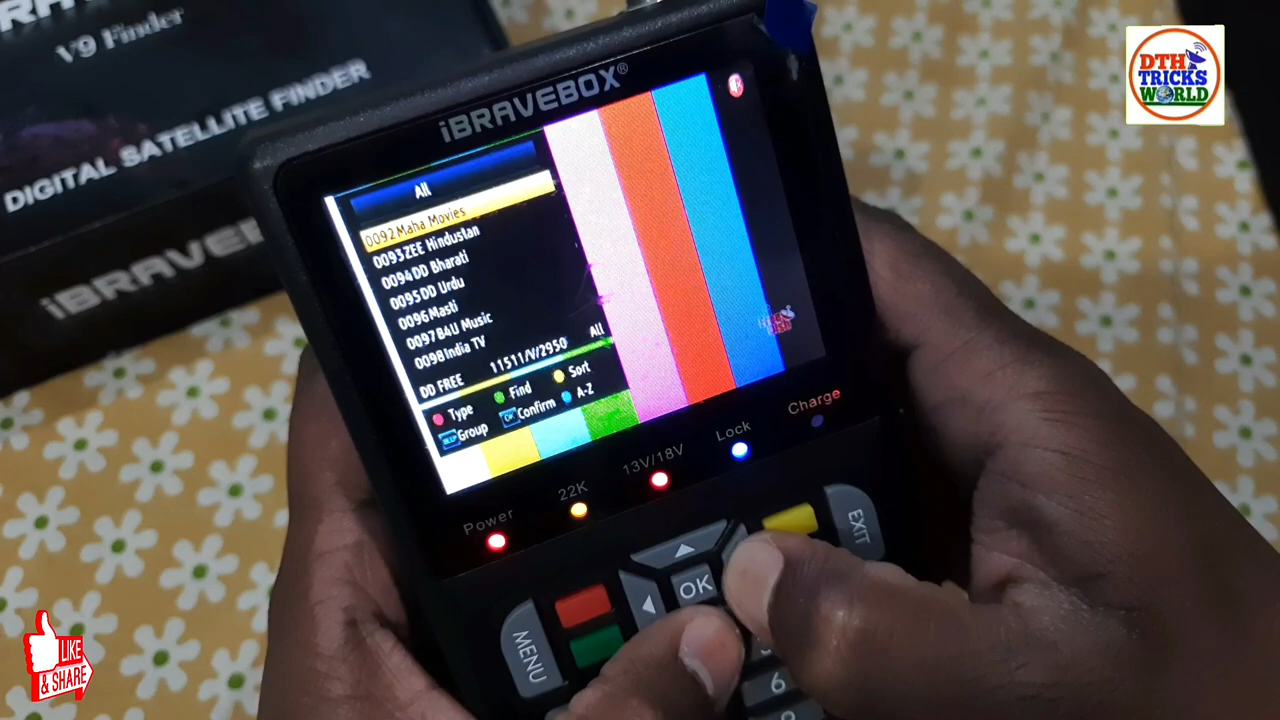 V9 Finder
DIGITAL SATELLITE FINDER
iBRAVEBOX®
All
0092 Maha Movies
0093 ZEE Hindustan
0094 DD Bharati
0095 DD Urdu
0096 Masti
0097 B4U Music
0098 India TV
All
DD FREE 11511/V/2950
Type Find Sort
Group OK Confirm A-Z
Power
22K
13V/18V
Lock
Charge
EXIT
OK
MENU
6
DTH
TRICKS
WORLD
LIKE
& SHARE